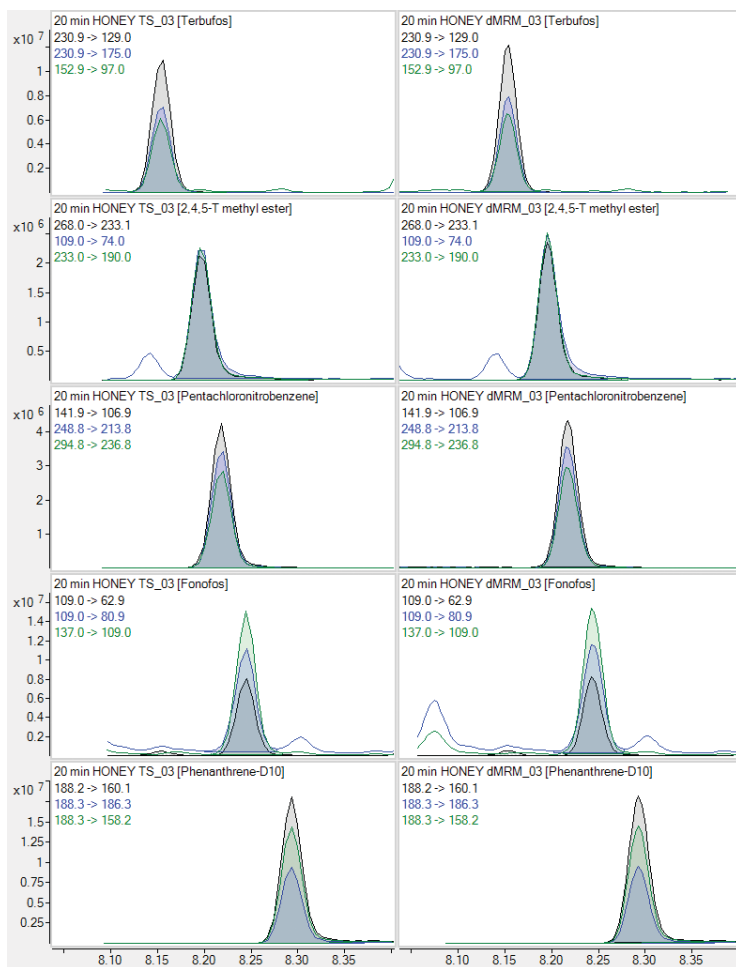 20 min HONEY TS_03 [Terbufos]
230.9 -> 129.0
230.9 -> 175.0
152.9 -> 97.0
x10 7
1
0.8
0.6
0.4
0.2
20 min HONEY dMRM_03 [Terbufos]
230.9 -> 129.0
230.9 -> 175.0
152.9 -> 97.0
20 min HONEY TS_03 [2,4,5-T methyl ester]
268.0 -> 233.1
109.0 -> 74.0
233.0 -> 190.0
x10 6
2
1.5
1
0.5
20 min HONEY dMRM_03 [2,4,5-T methyl ester]
268.0 -> 233.1
109.0 -> 74.0
233.0 -> 190.0
20 min HONEY TS_03 [Pentachloronitrobenzene]
141.9 -> 106.9
248.8 -> 213.8
294.8 -> 236.8
x10 6
4
3
2
1
20 min HONEY dMRM_03 [Pentachloronitrobenzene]
141.9 -> 106.9
248.8 -> 213.8
294.8 -> 236.8
20 min HONEY TS_03 [Fonofos]
109.0 -> 62.9
109.0 -> 80.9
137.0 -> 109.0
x10 7
1.4
1.2
1
0.8
0.6
0.4
0.2
20 min HONEY dMRM_03 [Fonofos]
109.0 -> 62.9
109.0 -> 80.9
137.0 -> 109.0
20 min HONEY TS_03 [Phenanthrene-D10]
188.2 -> 160.1
188.3 -> 186.3
188.3 -> 158.2
x10 7
1.5
1.25
1
0.75
0.5
0.25
20 min HONEY dMRM_03 [Phenanthrene-D10]
188.2 -> 160.1
188.3 -> 186.3
188.3 -> 158.2
8.10 8.15 8.20 8.25 8.30 8.35
8.10 8.15 8.20 8.25 8.30 8.35